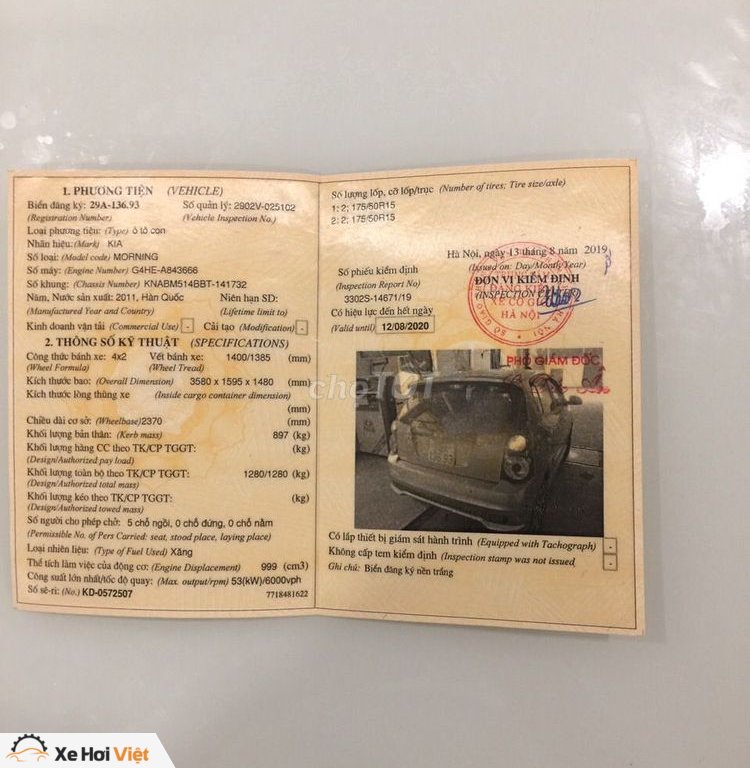 1. PHƯƠNG TIỆN (VEHICLE)
Biển đăng ký: 29A-136.93 Số quản lý: 2902V-025102
(Registration Number) (Vehicle Inspection No.)
Loại phương tiện: (Type) ô tô con
Nhãn hiệu: (Mark) KIA
Số loại: (Model code) MORNING
Số máy: (Engine Number) G4HE-A843666
Số khung: (Chassis Number) KNABM514BBT-141732
Năm, Nước sản xuất: 2011, Hàn Quốc Niên hạn SD:
(Manufactured Year and Country) (Lifetime limit to)
Kinh doanh vận tải (Commercial Use) - Cải tạo (Modification) -
2. THÔNG SỐ KỸ THUẬT (SPECIFICATIONS)
Công thức bánh xe: 4x2 Vết bánh xe: 1400/1385 (mm)
(Wheel Formula) (Wheel Tread)
Kích thước bao: (Overall Dimension) 3580 x 1595 x 1480 (mm)
Kích thước lòng thùng xe (Inside cargo container dimension)
(mm)
Chiều dài cơ sở: (Wheelbase) 2370 (mm)
Khối lượng bản thân: (Kerb mass) 897 (kg)
Khối lượng hàng CC theo TK/CP TGGT: (kg)
(Design/Authorized pay load)
Khối lượng toàn bộ theo TK/CP TGGT: 1280/1280 (kg)
(Design/Authorized total mass)
Khối lượng kéo theo TK/CP TGGT: (kg)
(Design/Authorized towed mass)
Số người cho phép chở: 5 chỗ ngồi, 0 chỗ đứng, 0 chỗ nằm
(Permissible No. of Pers Carried: seat, stood place, laying place)
Loại nhiên liệu: (Type of Fuel Used) Xăng
Thể tích làm việc của động cơ: (Engine Displacement) 999 (cm3)
Công suất lớn nhất/tốc độ quay: (Max. output/rpm) 53(kW)/6000vph
Số sê-ri: (No.) KD-0572507 7718481622
Số lượng lốp, cỡ lốp/trục (Number of tires; Tire size/axle)
1: 2; 175/50R15
2: 2; 175/50R15
Hà Nội, ngày 13 tháng 8 năm 2019
(Issued on: Day/Month/Year)
Số phiếu kiểm định ĐƠN VỊ KIỂM ĐỊNH
(Inspection Report No) (INSPECTION
3302S-14671/19
Có hiệu lực đến hết ngày
(Valid until) 12/08/2020
ĐĂNG KIỂM
XE CƠ GIỚI
HÀ NỘI
PHÓ GIÁM ĐỐC
chợTỐT
Có lắp thiết bị giám sát hành trình (Equipped with Tachograph) -
Không cấp tem kiểm định (Inspection stamp was not issued -
Ghi chú: Biển đăng ký nền trắng
Xe Hơi Việt